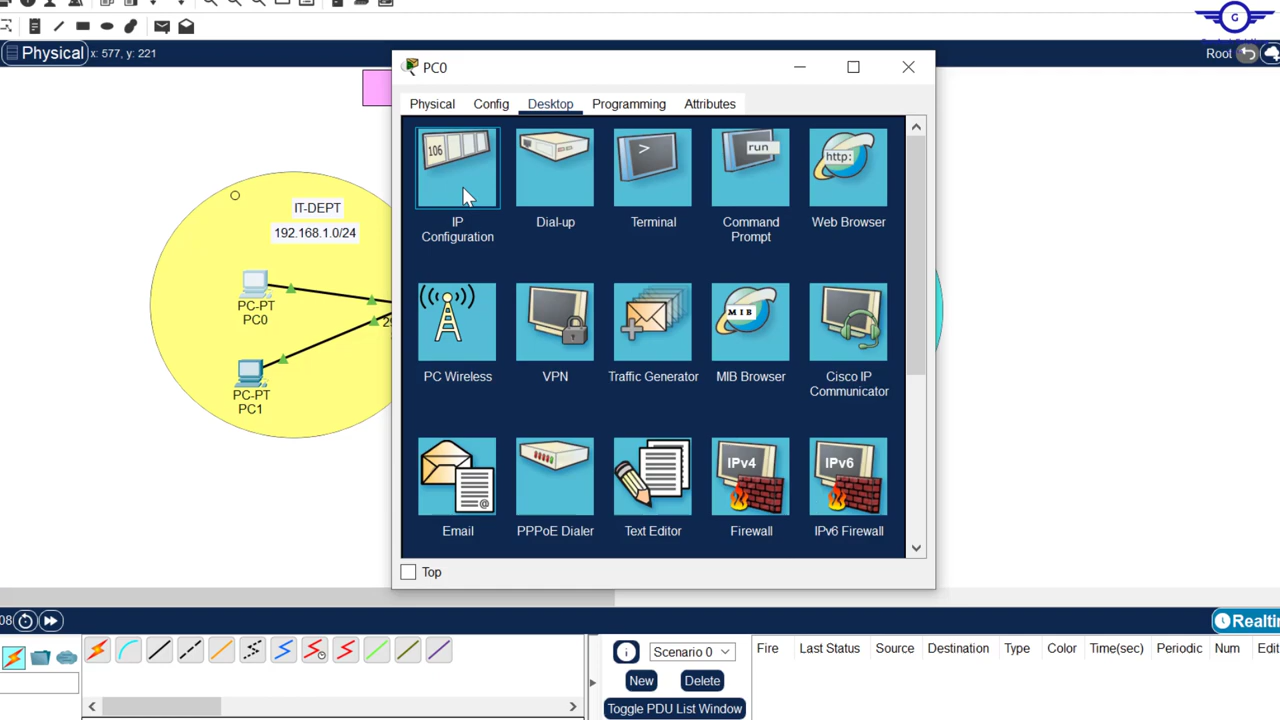 G
Physical x: 577, y: 221
Root
PC0
Physical Config Desktop Programming Attributes
106
>
run
http:
IP Configuration
Dial-up
Terminal
Command Prompt
Web Browser
IT-DEPT
192.168.1.0/24
PC-PT
PC0
PC-PT
PC1
MIB
PC Wireless
VPN
Traffic Generator
MIB Browser
Cisco IP Communicator
@
IPv4
IPv6
Email
PPPoE Dialer
Text Editor
Firewall
IPv6 Firewall
Top
08
Realti
Scenario 0
New
Delete
Toggle PDU List Window
Fire Last Status Source Destination Type Color Time(sec) Periodic Num Edit